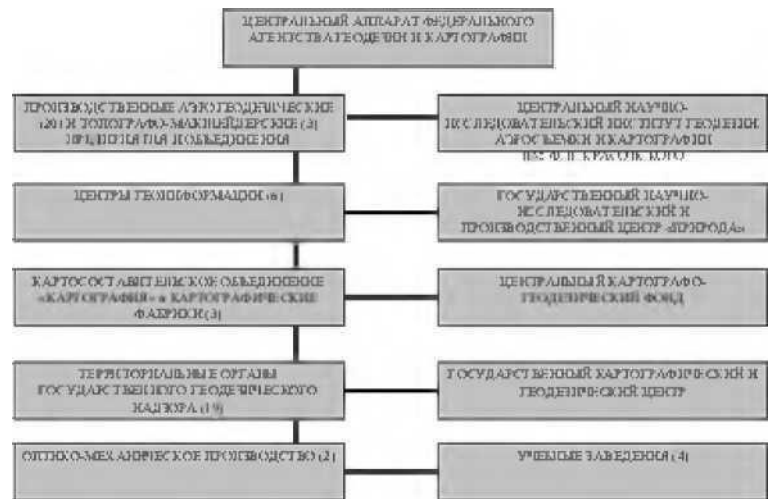 ЦЕНТРАЛЬНЫЙ АППАРАТ ФЕДЕРАЛЬНОГО
АГЕНТСТВА ГЕОДЕЗИИ И КАРТОГРАФИИ
ПРОИЗВОДСТВЕННЫЕ АЭРОГЕОДЕЗИЧЕСКИЕ
(20) И ТОПОГРАФО-МАРКШЕЙДЕРСКИЕ (3)
ПРЕДПРИЯТИЯ И ОБЪЕДИНЕНИЯ
ЦЕНТРАЛЬНЫЙ НАУЧНО-
ИССЛЕДОВАТЕЛЬСКИЙ ИНСТИТУТ ГЕОДЕЗИИ
АЭРОСЪЕМКИ И КАРТОГРАФИИ
ЦЕНТРЫ ГЕОИНФОРМАЦИИ (6)
ГОСУДАРСТВЕННЫЙ НАУЧНО-
ИССЛЕДОВАТЕЛЬСКИЙ И
ПРОИЗВОДСТВЕННЫЙ ЦЕНТР «ПРИРОДА»
КАРТОСОСТАВИТЕЛЬСКОЕ ОБЪЕДИНЕНИЕ
«КАРТОГРАФИЯ» и КАРТОГРАФИЧЕСКИЕ
ФАБРИКИ (3)
ЦЕНТРАЛЬНЫЙ КАРТОГРАФО-
ГЕОДЕЗИЧЕСКИЙ ФОНД
ТЕРРИТОРИАЛЬНЫЕ ОРГАНЫ
ГОСУДАРСТВЕННОГО ГЕОДЕЗИЧЕСКОГО
НАДЗОРА (19)
ГОСУДАРСТВЕННЫЙ КАРТОГРАФИЧЕСКИЙ И
ГЕОДЕЗИЧЕСКИЙ ЦЕНТР
ОПТИКО-МЕХАНИЧЕСКОЕ ПРОИЗВОДСТВО (2)
УЧЕБНЫЕ ЗАВЕДЕНИЯ (4)